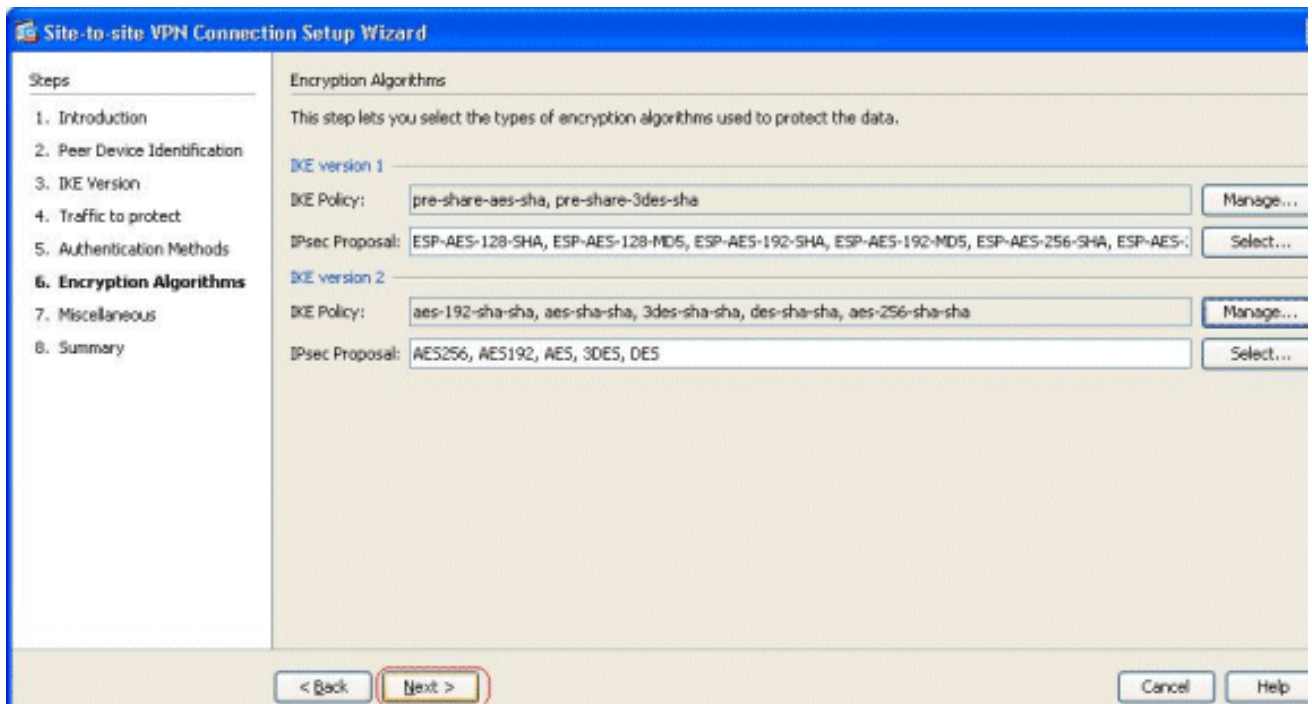 Site-to-site VPN Connection Setup Wizard
Steps
1. Introduction
2. Peer Device Identification
3. IKE Version
4. Traffic to protect
5. Authentication Methods
6. Encryption Algorithms
7. Miscellaneous
8. Summary
Encryption Algorithms
This step lets you select the types of encryption algorithms used to protect the data.
IKE version 1
IKE Policy: pre-share-aes-sha, pre-share-3des-sha Manage...
IPsec Proposal: ESP-AES-128-SHA, ESP-AES-128-MD5, ESP-AES-192-SHA, ESP-AES-192-MD5, ESP-AES-256-SHA, ESP-AES- Select...
IKE version 2
IKE Policy: aes-192-sha-sha, aes-sha-sha, 3des-sha-sha, des-sha-sha, aes-256-sha-sha Manage...
IPsec Proposal: AES256, AES192, AES, 3DES, DES Select...
< Back Next > Cancel Help